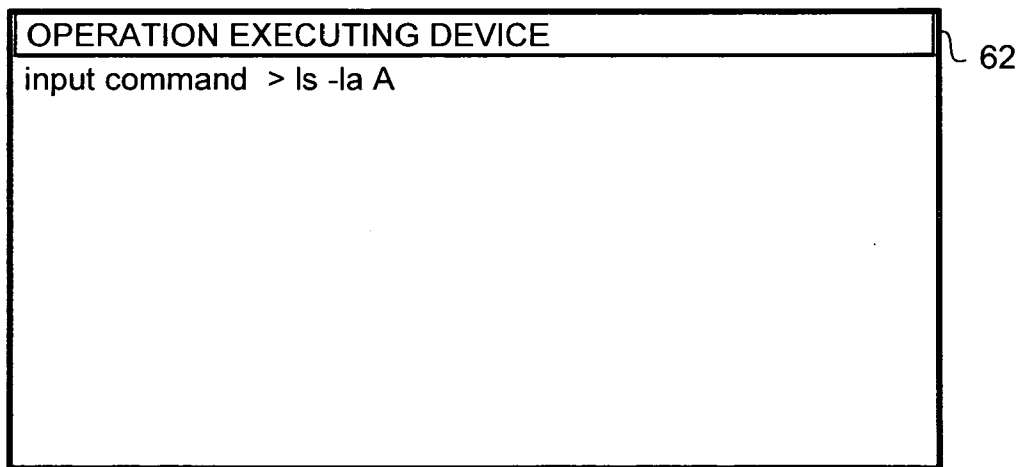 OPERATION EXECUTING DEVICE
62
input command > ls -la A